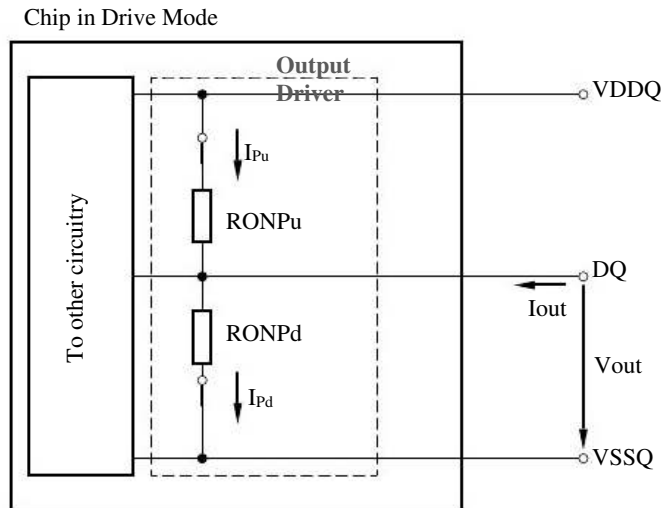 Chip in Drive Mode
Output
Driver
VDDQ
IPu
RONPu
To other circuitry
DQ
Iout
RONPd
Vout
IPd
VSSQ